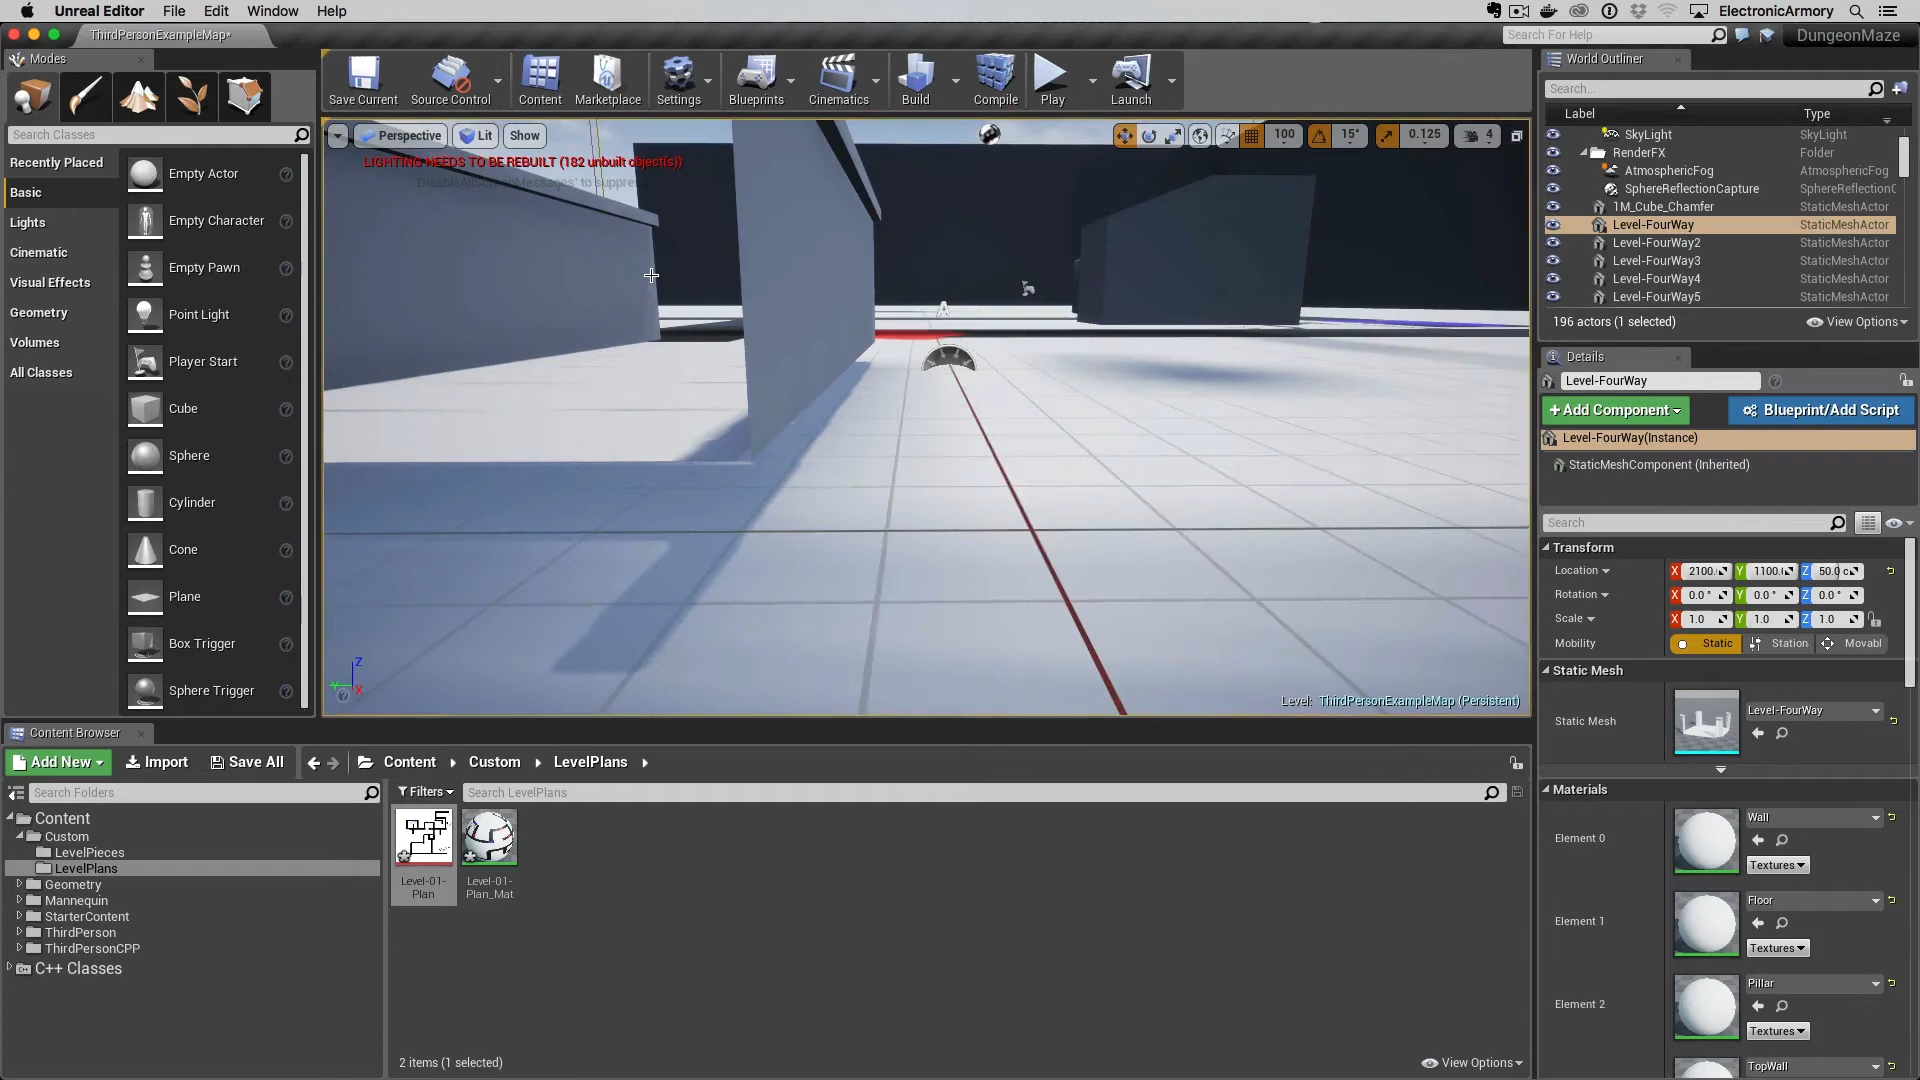 Unreal Editor File Edit Window Help
ElectronicArmory
ThirdPersonExampleMap*
Search For Help
DungeonMaze
Modes
Search Classes
Recently Placed
Basic
Lights
Cinematic
Visual Effects
Geometry
Volumes
All Classes
Empty Actor
Empty Character
Empty Pawn
Point Light
Player Start
Cube
Sphere
Cylinder
Cone
Plane
Box Trigger
Sphere Trigger
Save Current
Source Control
Content
Marketplace
Settings
Blueprints
Cinematics
Build
Compile
Play
Launch
Perspective Lit Show
100 15° 0.125 4
LIGHTING NEEDS TO BE REBUILT (182 unbuilt object(s))
'DisableAllScreenMessages' to suppress
Z
Y X
Level: ThirdPersonExampleMap (Persistent)
World Outliner
Search...
Label Type
SkyLight SkyLight
RenderFX Folder
AtmosphericFog AtmosphericFog
SphereReflectionCapture SphereReflectionC
1M_Cube_Chamfer StaticMeshActor
Level-FourWay StaticMeshActor
Level-FourWay2 StaticMeshActor
Level-FourWay3 StaticMeshActor
Level-FourWay4 StaticMeshActor
Level-FourWay5 StaticMeshActor
196 actors (1 selected) View Options
Details
Level-FourWay
+Add Component Blueprint/Add Script
Level-FourWay(Instance)
StaticMeshComponent (Inherited)
Search
Transform
Location X 2100. Y 1100. Z 50.0 c
Rotation X 0.0 ° Y 0.0 ° Z 0.0 °
Scale X 1.0 Y 1.0 Z 1.0
Mobility Static Station Movabl
Static Mesh
Static Mesh Level-FourWay
Materials
Element 0 Wall
Textures
Element 1 Floor
Textures
Element 2 Pillar
Textures
TopWall
Content Browser
Add New Import Save All Content Custom LevelPlans
Search Folders
Filters Search LevelPlans
Content
Custom
LevelPieces
LevelPlans
Geometry
Mannequin
StarterContent
ThirdPerson
ThirdPersonCPP
C++ Classes
Level-01-
Plan
Level-01-
Plan_Mat
2 items (1 selected) View Options